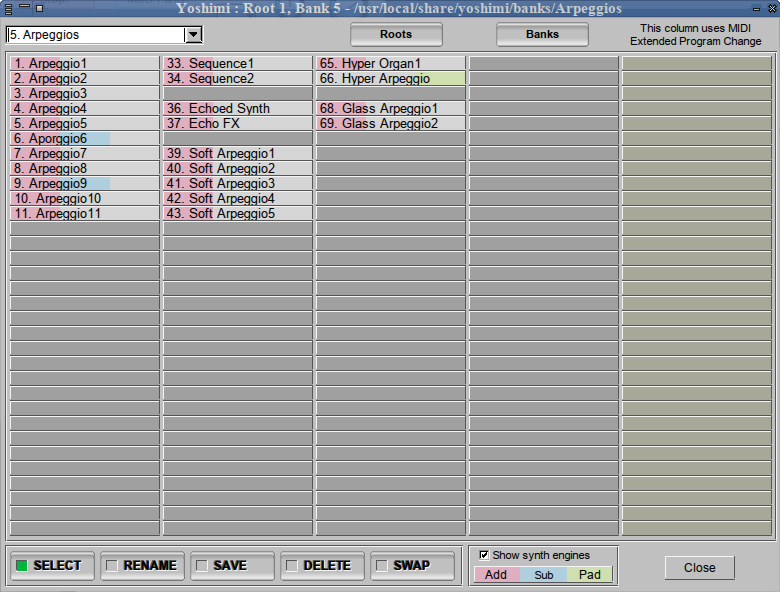 Yoshimi : Root 1, Bank 5 - /usr/local/share/yoshimi/banks/Arpeggios
5. Arpeggios
Roots
Banks
This column uses MIDI
Extended Program Change
1. Arpeggio1
2. Arpeggio2
3. Arpeggio3
4. Arpeggio4
5. Arpeggio5
6. Aporggio6
7. Arpeggio7
8. Arpeggio8
9. Arpeggio9
10. Arpeggio10
11. Arpeggio11
33. Sequence1
34. Sequence2
36. Echoed Synth
37. Echo FX
39. Soft Arpeggio1
40. Soft Arpeggio2
41. Soft Arpeggio3
42. Soft Arpeggio4
43. Soft Arpeggio5
65. Hyper Organ1
66. Hyper Arpeggio
68. Glass Arpeggio1
69. Glass Arpeggio2
SELECT
RENAME
SAVE
DELETE
SWAP
Show synth engines
Add
Sub
Pad
Close